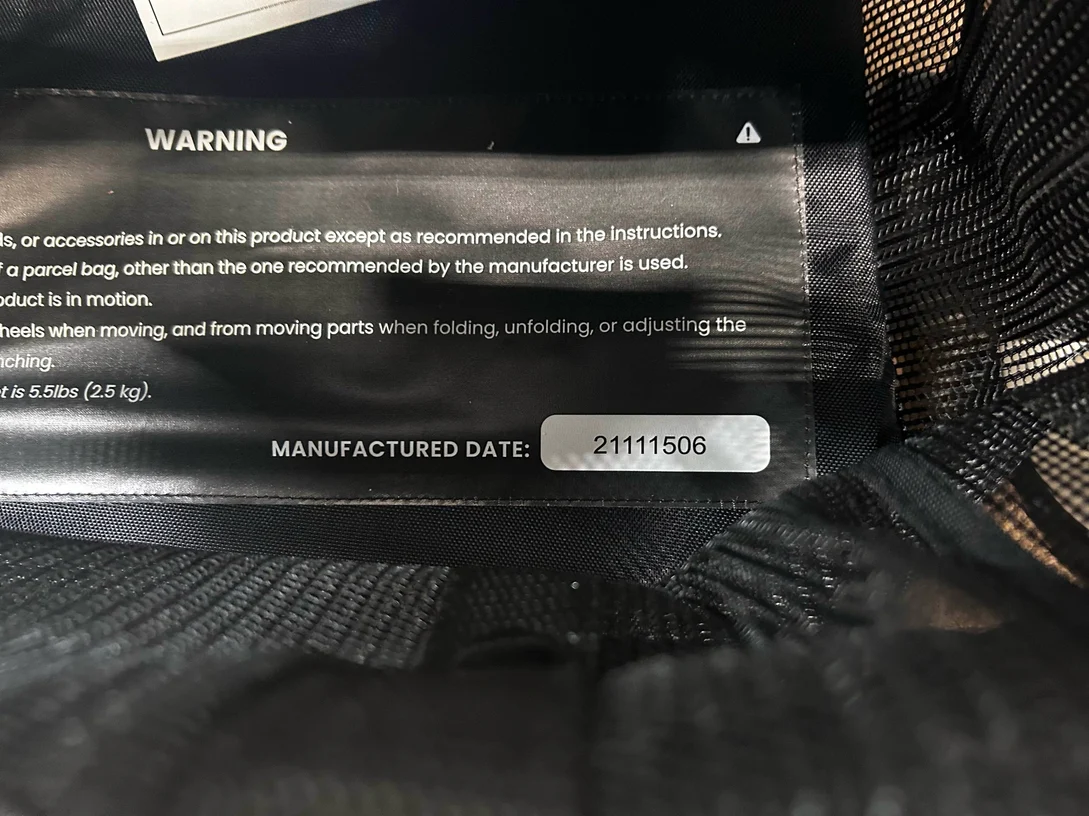 WARNING
ls, or accessories in or on this product except as recommended in the instructions.
f a parcel bag, other than the one recommended by the manufacturer is used.
oduct is in motion.
heels when moving, and from moving parts when folding, unfolding, or adjusting the
nching.
t is 5.5lbs (2.5 kg).
MANUFACTURED DATE: 21111506